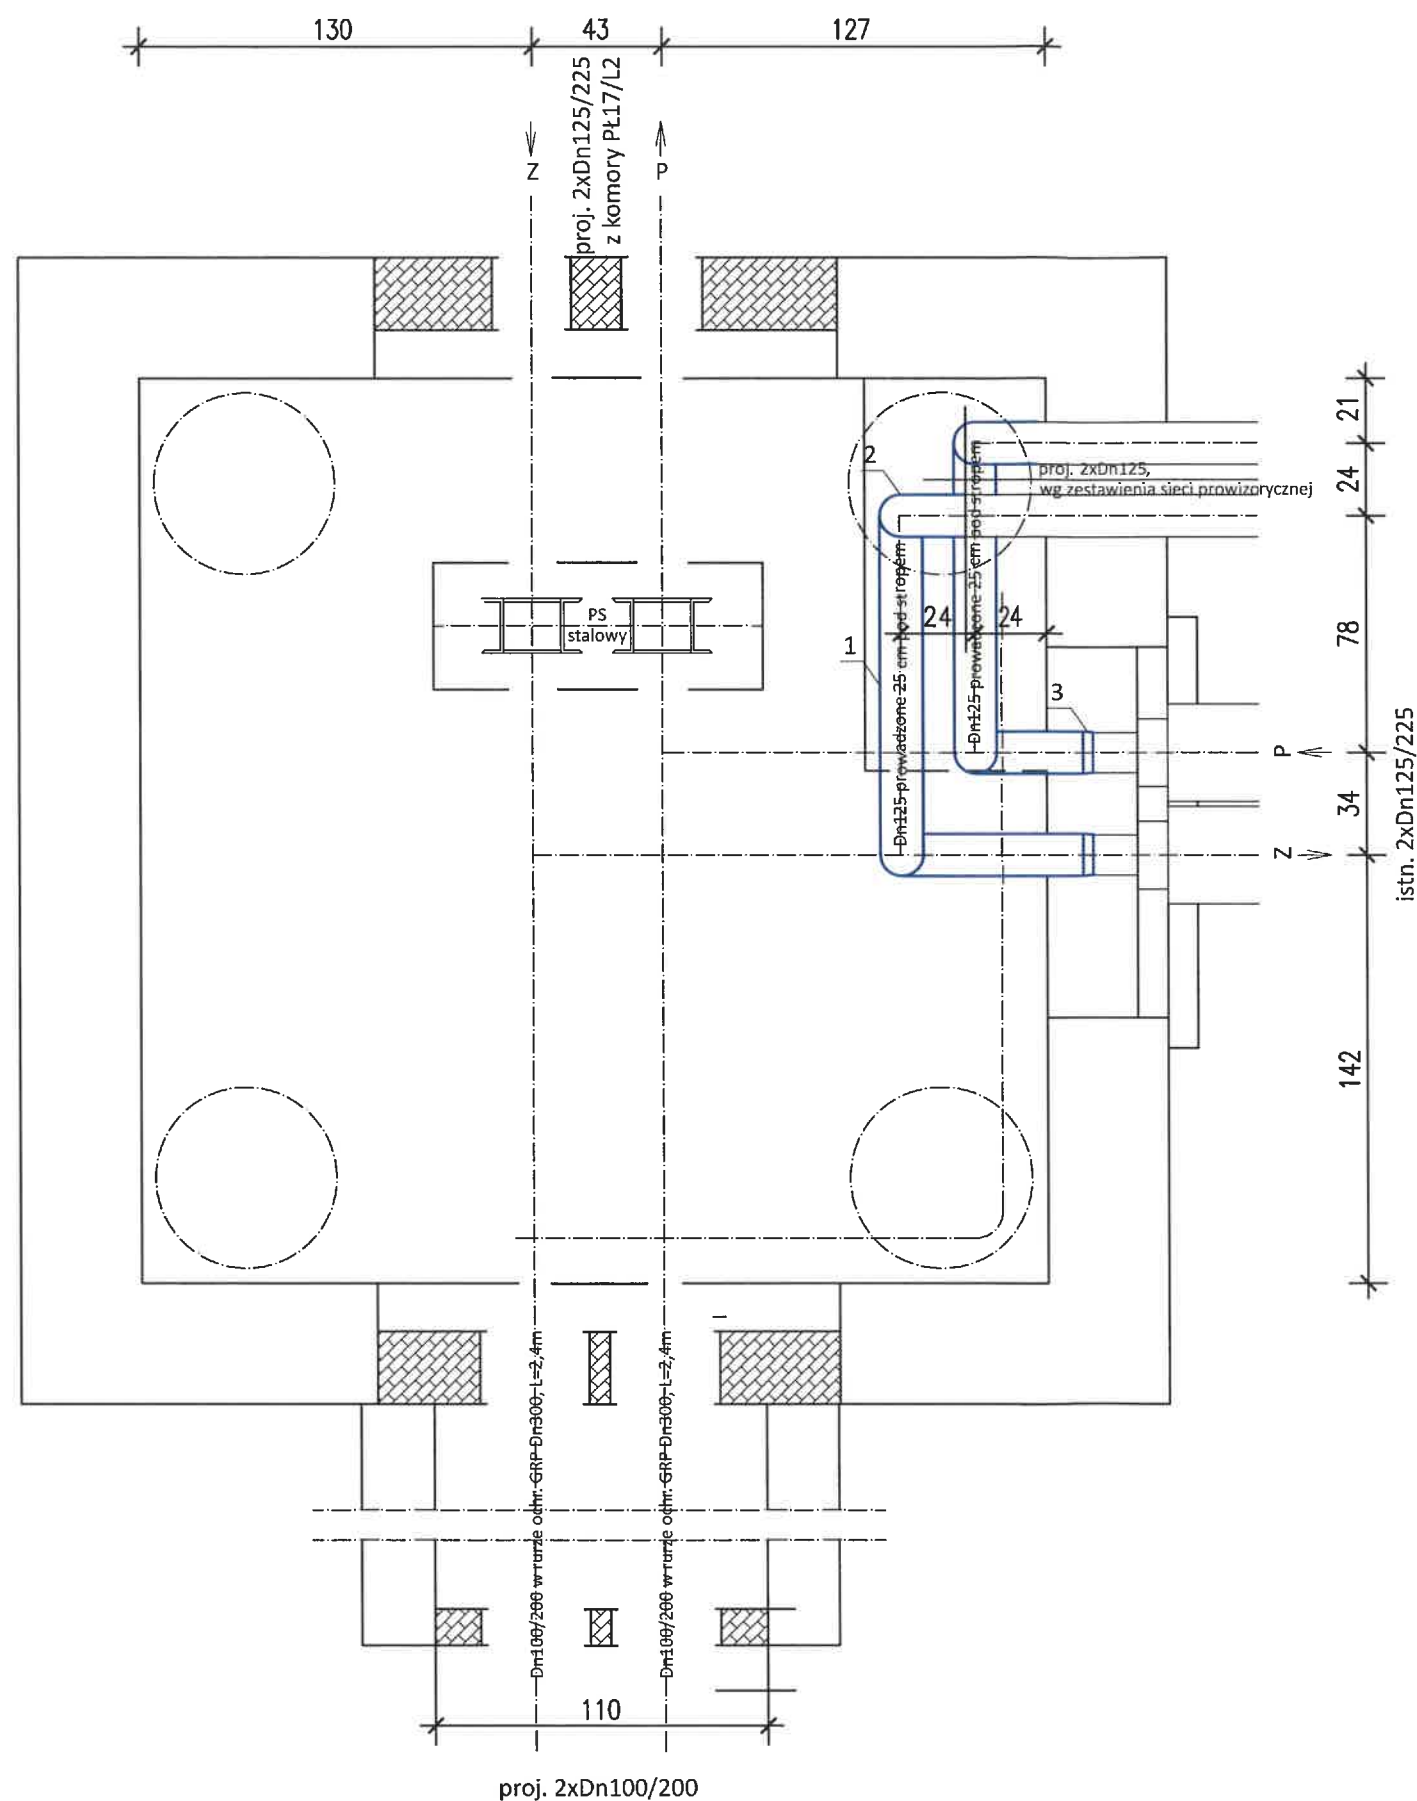 130
43
127
proj. 2xDn125/225
z komory PŁ17/L2
Z
P
21
24
78
34
142
2
proj. 2xDn125,
wg zestawienia sieci prowizorycznej
PS
stalowy
24
24
1
3
Dn125 prowadzone 25 cm pod stropem
Dn125 prowadzone 25 cm pod stropem
P
Z
istn. 2xDn125/225
Dn100/200 w rurze ochr. GRP Dn300, L=2,4m
Dn100/200 w rurze ochr. GRP Dn300, L=2,4m
110
proj. 2xDn100/200